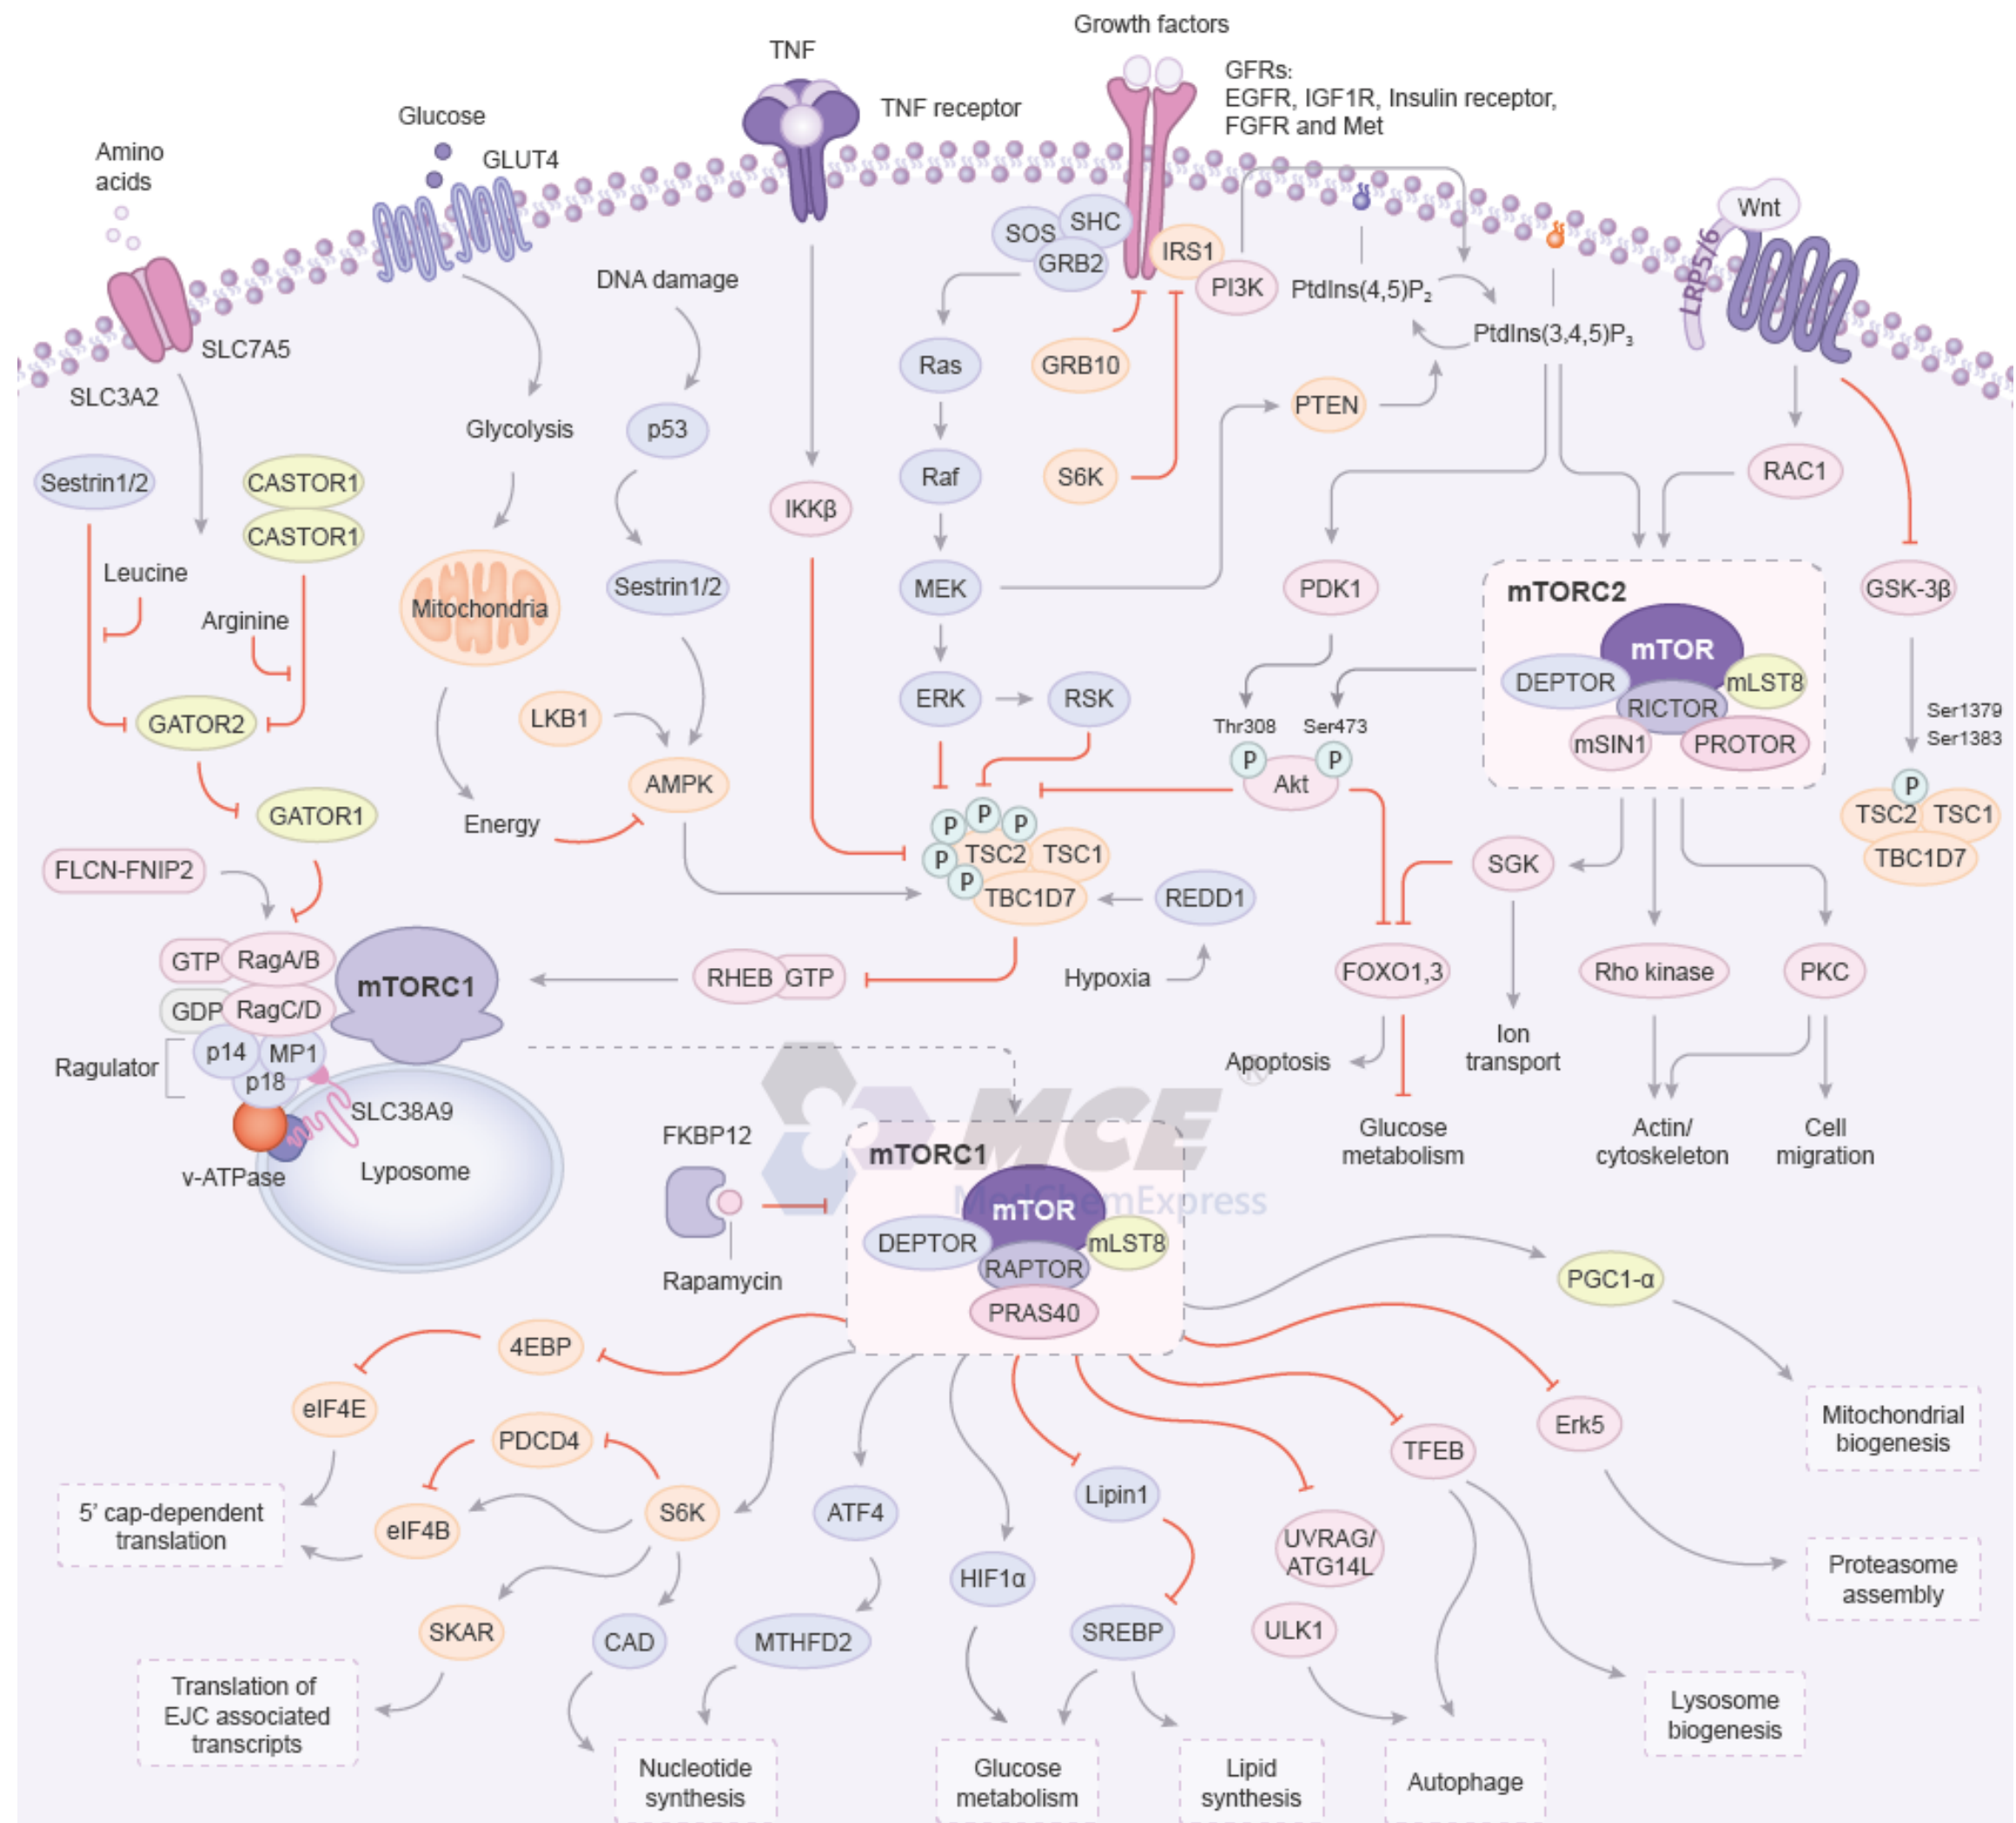 Growth factors
TNF
GFRs:
EGFR, IGF1R, Insulin receptor,
FGFR and Met
TNF receptor
Glucose
GLUT4
Amino
acids
SLC7A5
SLC3A2
DNA damage
SOS
SHC
GRB2
IRS1
PI3K
PtdIns(4,5)P2
PtdIns(3,4,5)P3
Wnt
LRP5/6
Ras
GRB10
PTEN
Glycolysis
p53
Sestrin1/2
CASTOR1
CASTOR1
IKKβ
Raf
S6K
RAC1
Leucine
Arginine
Mitochondria
Sestrin1/2
MEK
PDK1
mTORC2
mTOR
DEPTOR
mLST8
RICTOR
mSIN1
PROTOR
GSK-3β
Ser1379
Ser1383
GATOR2
LKB1
ERK
RSK
Thr308
Ser473
P
P
Akt
AMPK
GATOR1
Energy
P
P
P
P
P
TSC2
TSC1
TBC1D7
P
TSC2
TSC1
TBC1D7
SGK
FLCN-FNIP2
REDD1
GTP
RagA/B
GDP
RagC/D
mTORC1
RHEB
GTP
Hypoxia
FOXO1,3
Rho kinase
PKC
Ragulator
p14
MP1
p18
SLC38A9
v-ATPase
Lyposome
Apoptosis
Ion
transport
Glucose
metabolism
Actin/
cytoskeleton
Cell
migration
®
MCE
MedChemExpress
FKBP12
Rapamycin
mTORC1
mTOR
DEPTOR
mLST8
RAPTOR
PRAS40
PGC1-α
4EBP
eIF4E
PDCD4
5’ cap-dependent
translation
eIF4B
S6K
ATF4
Lipin1
TFEB
Erk5
Mitochondrial
biogenesis
HIF1α
UVRAG/
ATG14L
Proteasome
assembly
SKAR
CAD
MTHFD2
SREBP
ULK1
Translation of
EJC associated
transcripts
Lysosome
biogenesis
Nucleotide
synthesis
Glucose
metabolism
Lipid
synthesis
Autophage